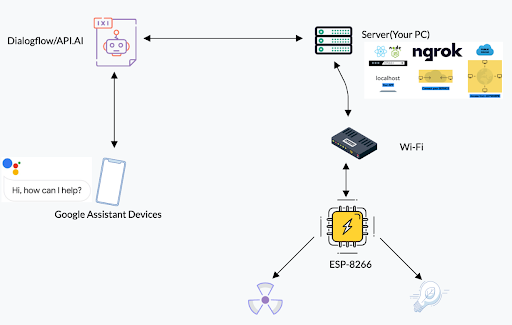 Dialogflow/API.AI
Server(Your PC)
node
ngrok
localhost
Wi-Fi
Hi, how can I help?
Google Assistant Devices
ESP-8266